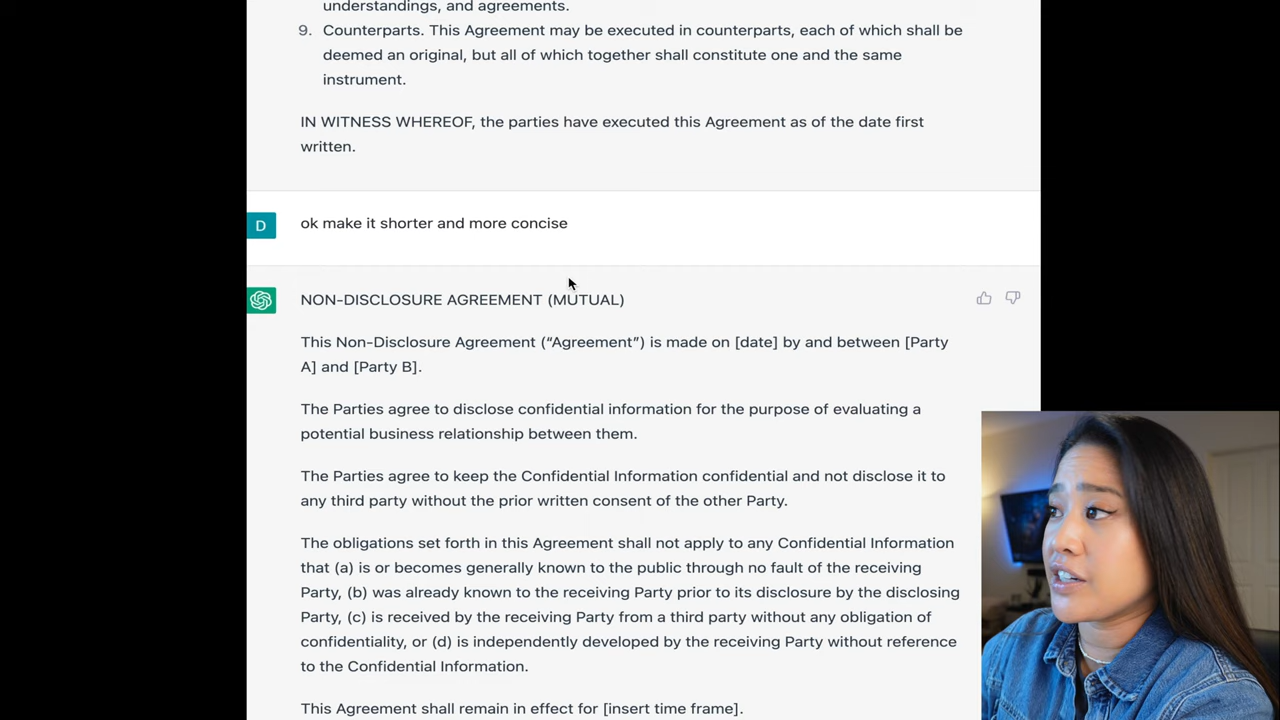 understandings, and agreements.
9. Counterparts. This Agreement may be executed in counterparts, each of which shall be
deemed an original, but all of which together shall constitute one and the same
instrument.
IN WITNESS WHEREOF, the parties have executed this Agreement as of the date first
written.
D
ok make it shorter and more concise
NON-DISCLOSURE AGREEMENT (MUTUAL)
This Non-Disclosure Agreement (“Agreement”) is made on [date] by and between [Party
A] and [Party B].
The Parties agree to disclose confidential information for the purpose of evaluating a
potential business relationship between them.
The Parties agree to keep the Confidential Information confidential and not disclose it to
any third party without the prior written consent of the other Party.
The obligations set forth in this Agreement shall not apply to any Confidential Information
that (a) is or becomes generally known to the public through no fault of the receiving
Party, (b) was already known to the receiving Party prior to its disclosure by the disclosing
Party, (c) is received by the receiving Party from a third party without any obligation of
confidentiality, or (d) is independently developed by the receiving Party without reference
to the Confidential Information.
This Agreement shall remain in effect for [insert time frame].